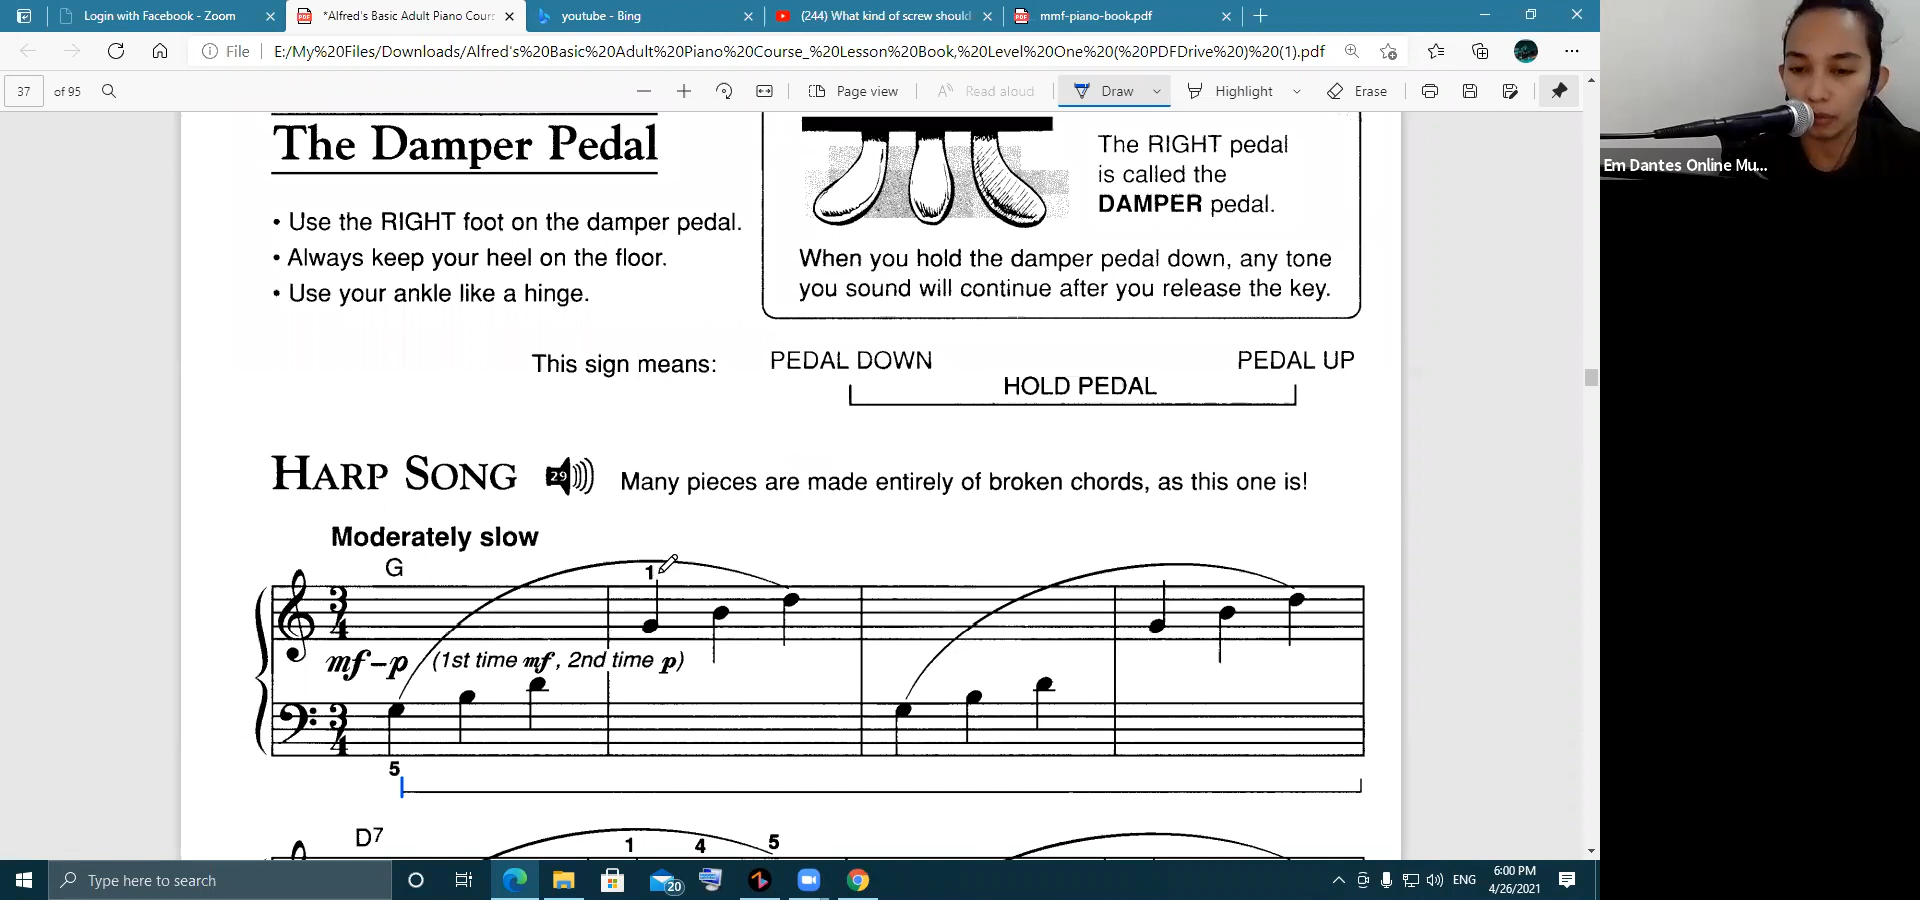 Login with Facebook - Zoom
*Alfred's Basic Adult Piano Cours
youtube - Bing
(244) What kind of screw should
mmf-piano-book.pdf
File
E:/My%20Files/Downloads/Alfred's%20Basic%20Adult%20Piano%20Course_%20Lesson%20Book,%20Level%20One%20(%20PDFDrive%20)%20(1).pdf
37
of 95
Page view
Read aloud
Draw
Highlight
Erase
Em Dantes Online Mu...
The Damper Pedal
• Use the RIGHT foot on the damper pedal.
• Always keep your heel on the floor.
• Use your ankle like a hinge.
The RIGHT pedal
is called the
DAMPER pedal.
When you hold the damper pedal down, any tone
you sound will continue after you release the key.
This sign means:
PEDAL DOWN
HOLD PEDAL
PEDAL UP
HARP SONG
29
Many pieces are made entirely of broken chords, as this one is!
Moderately slow
G
1
3
4
mf–p (1st time mf, 2nd time p)
3
4
5
D7
1 4 5
Type here to search
20
ENG
6:00 PM
4/26/2021